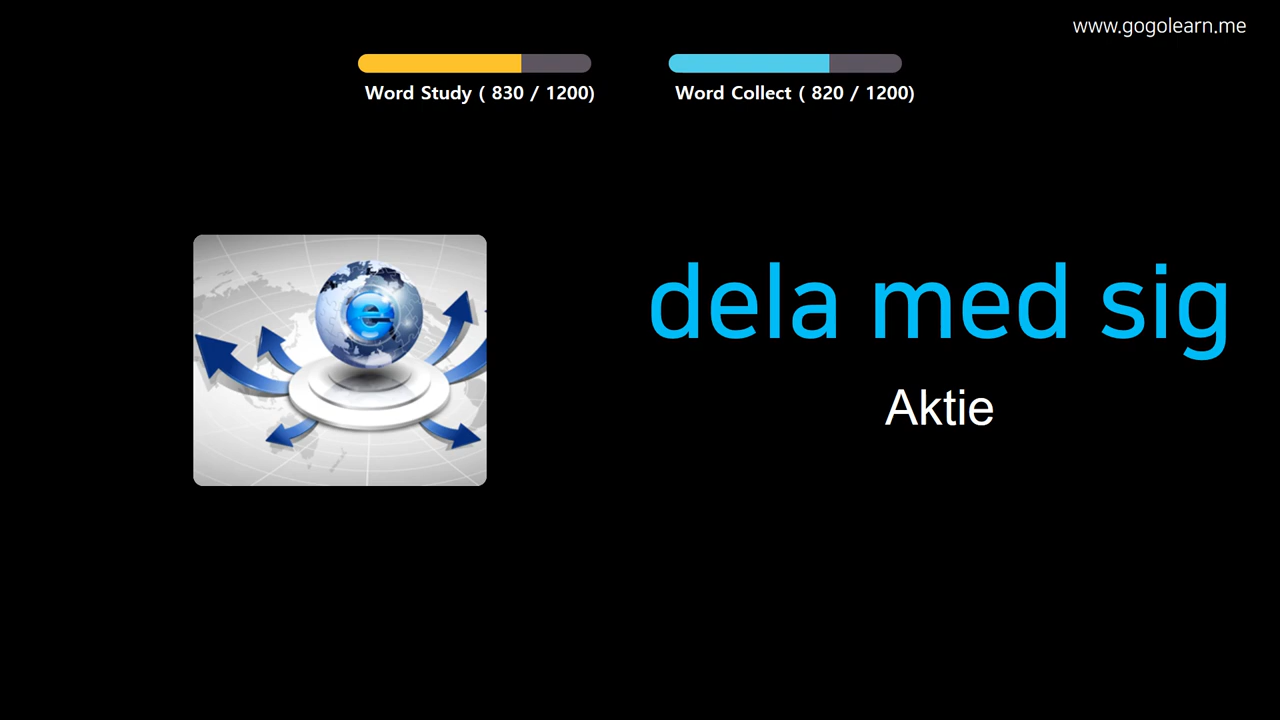 www.gogolearn.me
Word Study ( 830 / 1200)
Word Collect ( 820 / 1200)
e
dela med sig
Aktie